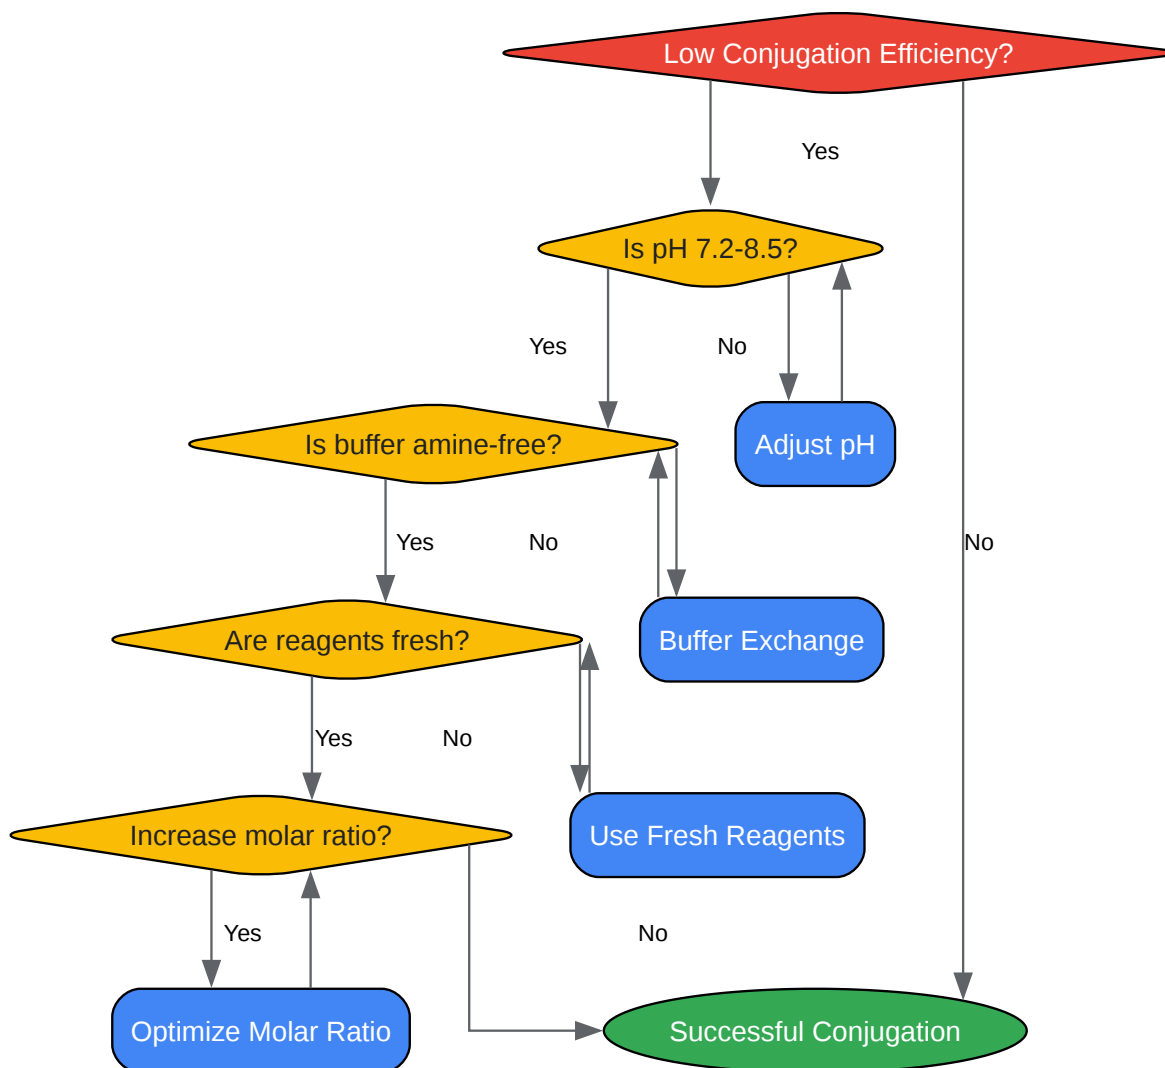 Low Conjugation Efficiency?
Yes
Is pH 7.2-8.5?
Yes
No
Is buffer amine-free?
Adjust pH
Yes
No
No
Are reagents fresh?
Buffer Exchange
Yes
No
Increase molar ratio?
Use Fresh Reagents
Yes
No
Optimize Molar Ratio
Successful Conjugation